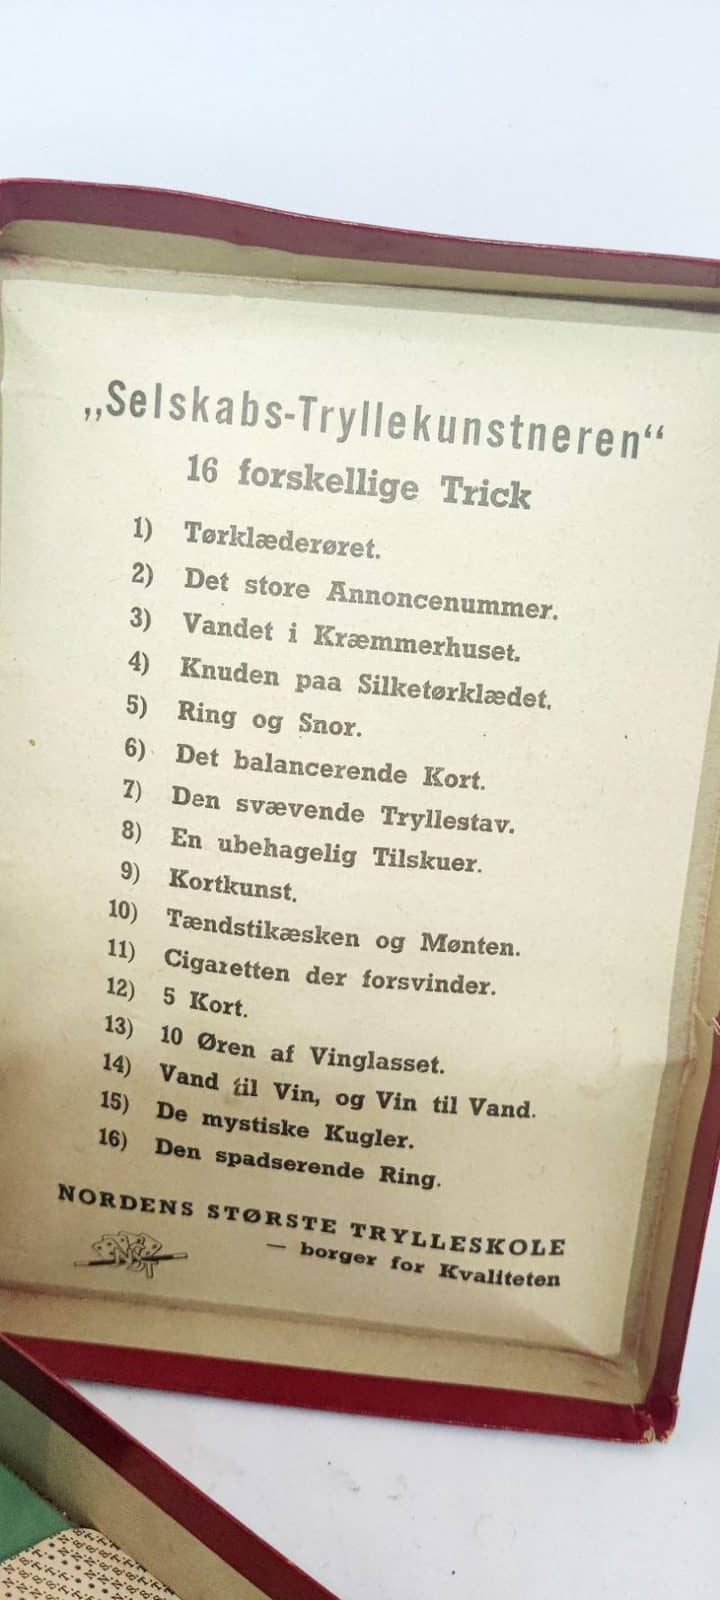 „Selskabs-Tryllekunstneren“
16 forskellige Trick
1) Tørklæderøret.
2) Det store Annoncenummer.
3) Vandet i Kræmmerhuset.
4) Knuden paa Silketørklædet.
5) Ring og Snor.
6) Det balancerende Kort.
7) Den svævende Tryllestav.
8) En ubehagelig Tilskuer.
9) Kortkunst.
10) Tændstikæsken og Mønten.
11) Cigaretten der forsvinder.
12) 5 Kort.
13) 10 Øren af Vinglasset.
14) Vand til Vin, og Vin til Vand.
15) De mystiske Kugler.
16) Den spadserende Ring.
NORDENS STØRSTE TRYLLESKOLE
— borger for Kvaliteten